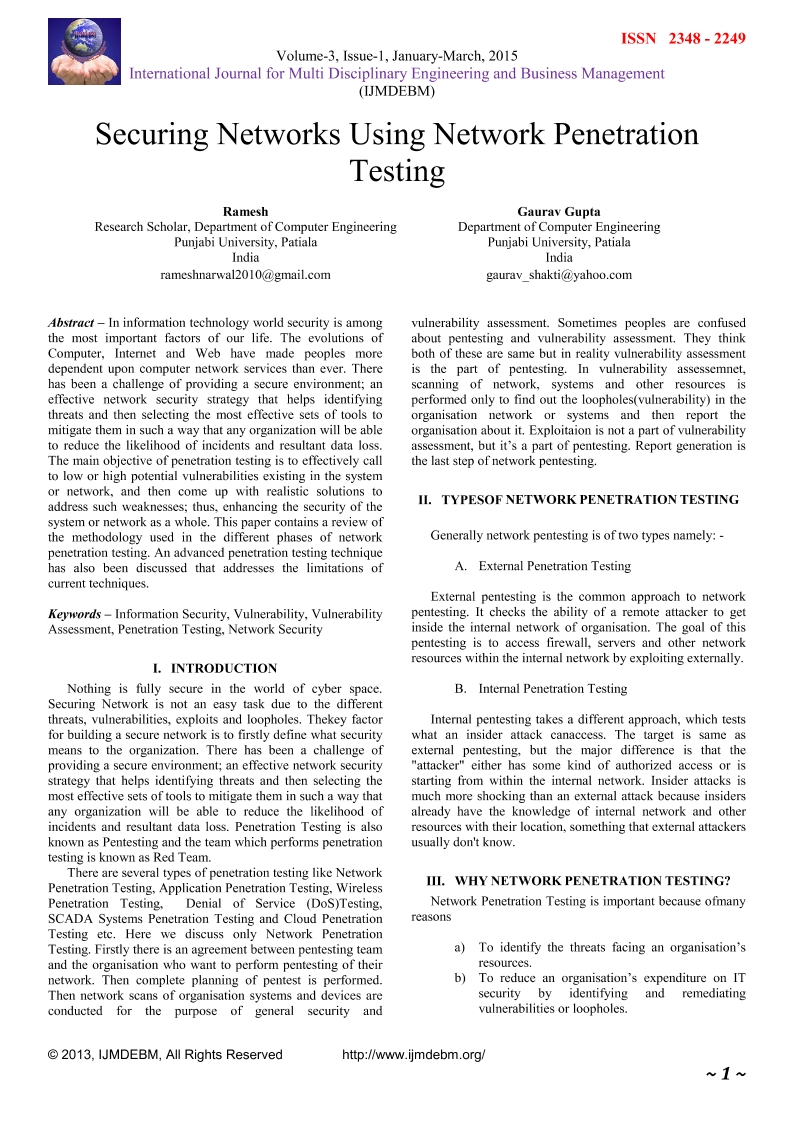 ISSN 2348 - 2249
Volume-3, Issue-1, January-March, 2015
International Journal for Multi Disciplinary Engineering and Business Management
(IJMDEBM)
Securing Networks Using Network Penetration
Testing
Ramesh
Research Scholar, Department of Computer Engineering
Punjabi University, Patiala
India
rameshnarwal2010@gmail.com
Gaurav Gupta
Department of Computer Engineering
Punjabi University, Patiala
India
gaurav_shakti@yahoo.com
Abstract – In information technology world security is among
the most important factors of our life. The evolutions of
Computer, Internet and Web have made peoples more
dependent upon computer network services than ever. There
has been a challenge of providing a secure environment; an
effective network security strategy that helps identifying
threats and then selecting the most effective sets of tools to
mitigate them in such a way that any organization will be able
to reduce the likelihood of incidents and resultant data loss.
The main objective of penetration testing is to effectively call
to low or high potential vulnerabilities existing in the system
or network, and then come up with realistic solutions to
address such weaknesses; thus, enhancing the security of the
system or network as a whole. This paper contains a review of
the methodology used in the different phases of network
penetration testing. An advanced penetration testing technique
has also been discussed that addresses the limitations of
current techniques.
Keywords – Information Security, Vulnerability, Vulnerability
Assessment, Penetration Testing, Network Security
I. INTRODUCTION
Nothing is fully secure in the world of cyber space.
Securing Network is not an easy task due to the different
threats, vulnerabilities, exploits and loopholes. Thekey factor
for building a secure network is to firstly define what security
means to the organization. There has been a challenge of
providing a secure environment; an effective network security
strategy that helps identifying threats and then selecting the
most effective sets of tools to mitigate them in such a way that
any organization will be able to reduce the likelihood of
incidents and resultant data loss. Penetration Testing is also
known as Pentesting and the team which performs penetration
testing is known as Red Team.
There are several types of penetration testing like Network
Penetration Testing, Application Penetration Testing, Wireless
Penetration Testing, Denial of Service (DoS)Testing,
SCADA Systems Penetration Testing and Cloud Penetration
Testing etc. Here we discuss only Network Penetration
Testing. Firstly there is an agreement between pentesting team
and the organisation who want to perform pentesting of their
network. Then complete planning of pentest is performed.
Then network scans of organisation systems and devices are
conducted for the purpose of general security and
vulnerability assessment. Sometimes peoples are confused
about pentesting and vulnerability assessment. They think
both of these are same but in reality vulnerability assessment
is the part of pentesting. In vulnerability assessemnet,
scanning of network, systems and other resources is
performed only to find out the loopholes(vulnerability) in the
organisation network or systems and then report the
organisation about it. Exploitaion is not a part of vulnerability
assessment, but it's a part of pentesting. Report generation is
the last step of network pentesting.
II. TYPESOF NETWORK PENETRATION TESTING
Generally network pentesting is of two types namely: -
A. External Penetration Testing
External pentesting is the common approach to network
pentesting. It checks the ability of a remote attacker to get
inside the internal network of organisation. The goal of this
pentesting is to access firewall, servers and other network
resources within the internal network by exploiting externally.
B. Internal Penetration Testing
Internal pentesting takes a different approach, which tests
what an insider attack canaccess. The target is same as
external pentesting, but the major difference is that the
"attacker" either has some kind of authorized access or is
starting from within the internal network. Insider attacks is
much more shocking than an external attack because insiders
already have the knowledge of internal network and other
resources with their location, something that external attackers
usually don't know.
III. WHY NETWORK PENETRATION TESTING?
Network Penetration Testing is important because ofmany
reasons
a) To identify the threats facing an organisation's
resources.
b) To reduce an organisation's expenditure on IT
security by identifying and remediating
vulnerabilities or loopholes.
© 2013, IJMDEBM, All Rights Reserved http://www.ijmdebm.org/
~ 1 ~